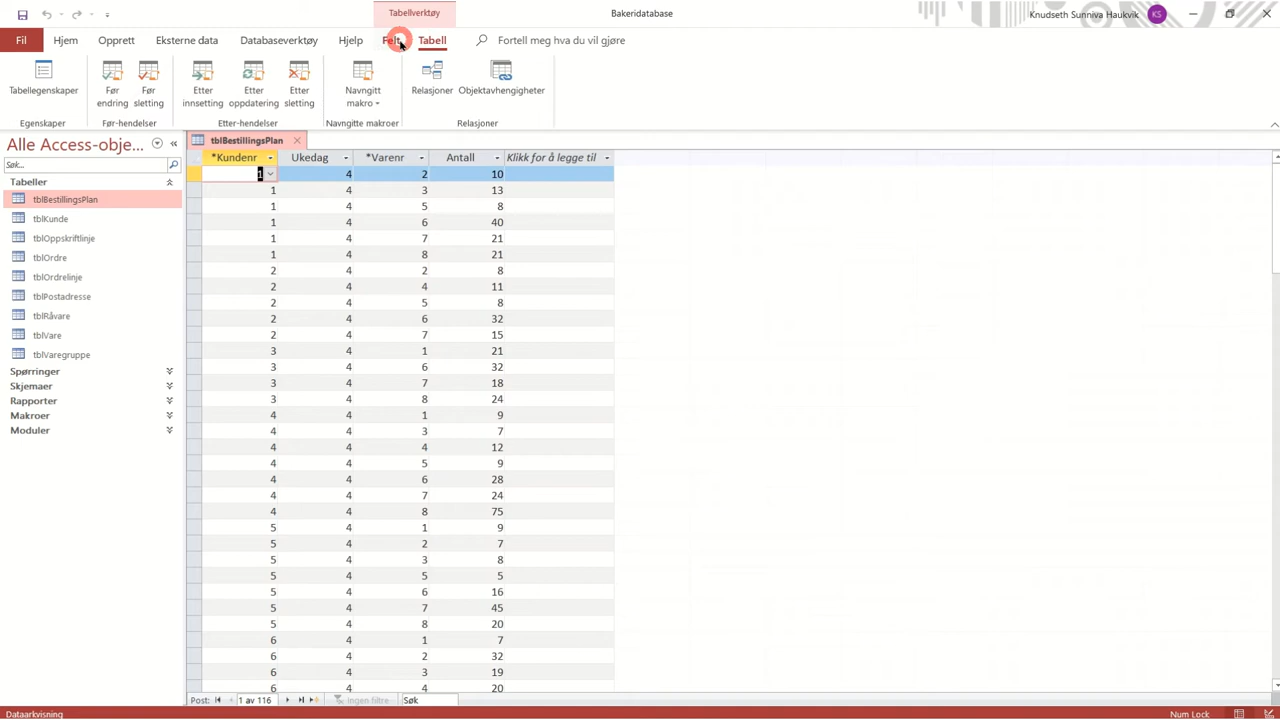 Tabellverktøy
Bakeridatabase
Knudseth Sunniva Haukvik KS
Fil Hjem Opprett Eksterne data Databaseverktøy Hjelp Felt Tabell Fortell meg hva du vil gjøre
Tabellegenskaper
Før endring
Før sletting
Etter innsetting
Etter oppdatering
Etter sletting
Navngitt makro
Relasjoner
Objektavhengigheter
Egenskaper Før-hendelser Etter-hendelser Navngitte makroer Relasjoner
Alle Access-obje...
Søk...
Tabeller
tblBestillingsPlan
tblKunde
tblOppskriftlinje
tblOrdre
tblOrdrelinje
tblPostadresse
tblRåvare
tblVare
tblVaregruppe
Spørringer
Skjemaer
Rapporter
Makroer
Moduler
tblBestillingsPlan
*Kundenr Ukedag *Varenr Antall Klikk for å legge til
1 4 2 10
1 4 3 13
1 4 5 8
1 4 6 40
1 4 7 21
1 4 8 21
2 4 2 8
2 4 4 11
2 4 5 8
2 4 6 32
2 4 7 15
3 4 1 21
3 4 6 32
3 4 7 18
3 4 8 24
4 4 1 9
4 4 3 7
4 4 4 12
4 4 5 9
4 4 6 28
4 4 7 24
4 4 8 75
5 4 1 9
5 4 2 7
5 4 3 8
5 4 5 5
5 4 6 16
5 4 7 45
5 4 8 20
6 4 1 7
6 4 2 32
6 4 3 19
6 4 4 20
Post: 1 av 116 Ingen filtre Søk
Dataarkvisning Num Lock